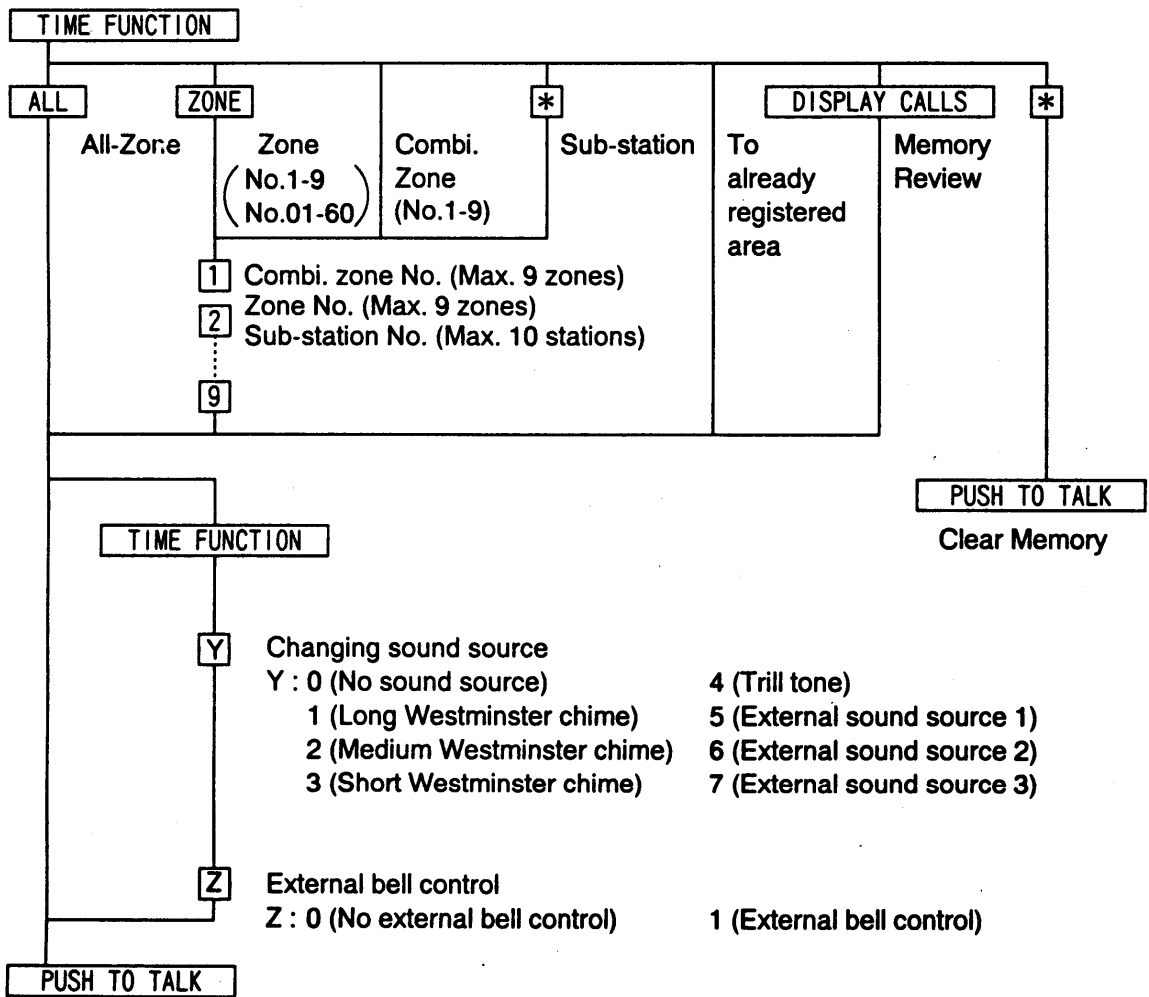 TIME FUNCTION
ALL
ZONE
*
DISPLAY CALLS
*
All-Zone
Zone
(No.1-9
No.01-60)
Combi.
Zone
(No.1-9)
Sub-station
To
already
registered
area
Memory
Review
1 Combi. zone No. (Max. 9 zones)
Zone No. (Max. 9 zones)
2
Sub-station No. (Max. 10 stations)
9
PUSH TO TALK
Clear Memory
TIME FUNCTION
Y Changing sound source
Y : 0 (No sound source) 4 (Trill tone)
1 (Long Westminster chime) 5 (External sound source 1)
2 (Medium Westminster chime) 6 (External sound source 2)
3 (Short Westminster chime) 7 (External sound source 3)
Z External bell control
Z : 0 (No external bell control) 1 (External bell control)
PUSH TO TALK